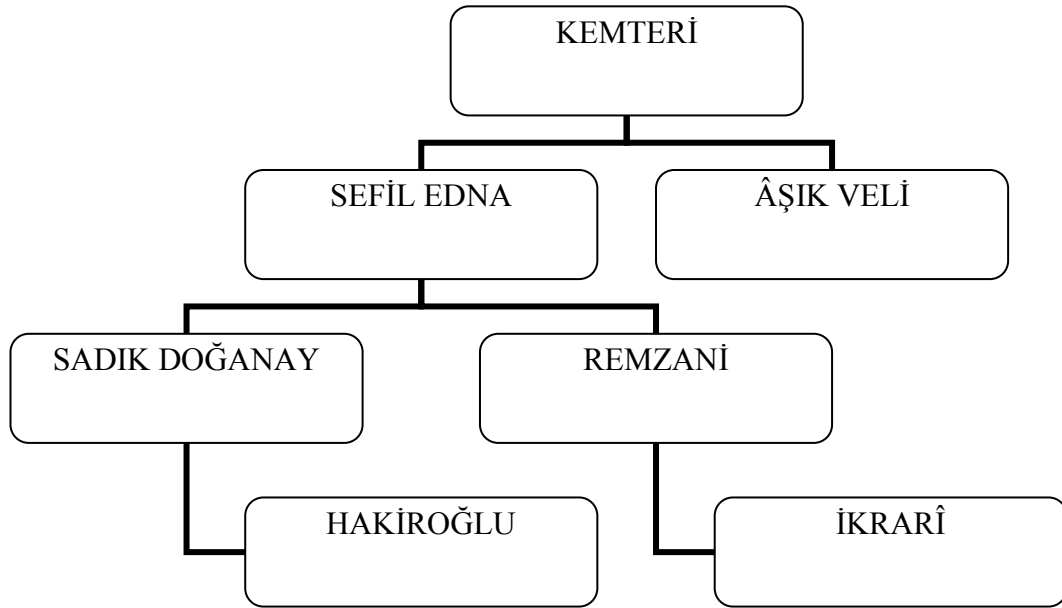 KEMTERİ
SEFİL EDNA
ÂŞIK VELİ
SADIK DOĞANAY
REMZANİ
HAKİROĞLU
İKRARÎ